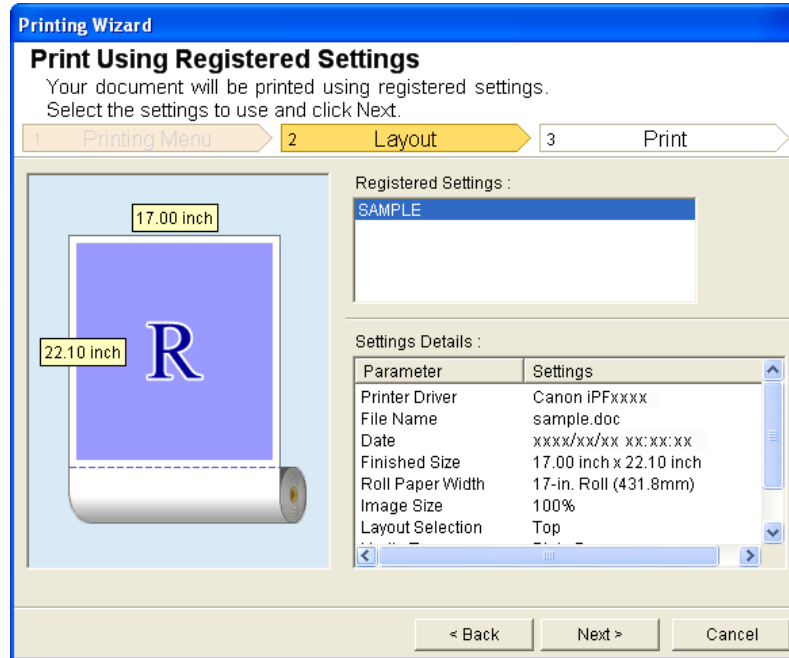 Printing Wizard
Print Using Registered Settings
Your document will be printed using registered settings.
Select the settings to use and click Next.
1 Printing Menu 2 Layout 3 Print
17.00 inch
22.10 inch
R
Registered Settings :
SAMPLE
Settings Details :
Parameter Settings
Printer Driver Canon iPFxxxx
File Name sample.doc
Date xxxx/xx/xx xx:xx:xx
Finished Size 17.00 inch x 22.10 inch
Roll Paper Width 17-in. Roll (431.8mm)
Image Size 100%
Layout Selection Top
< Back Next > Cancel